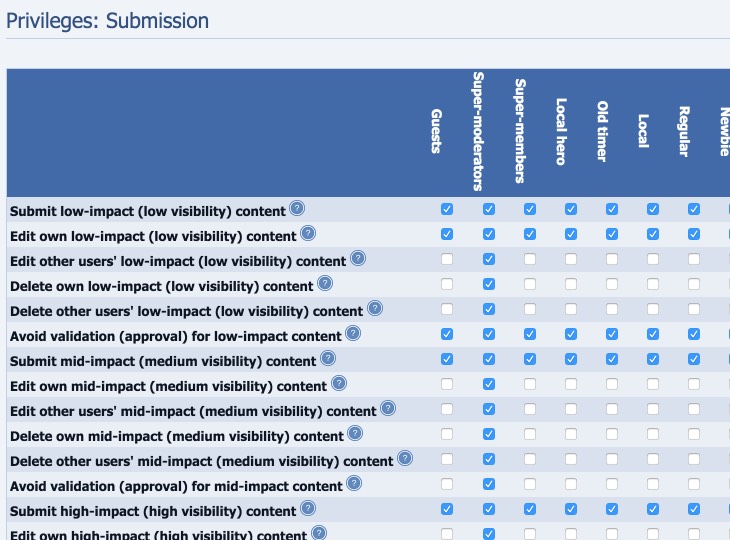 Privileges: Submission
Guests
Super-moderators
Super-members
Local hero
Old timer
Local
Regular
Newbie
Submit low-impact (low visibility) content ?
Edit own low-impact (low visibility) content ?
Edit other users' low-impact (low visibility) content ?
Delete own low-impact (low visibility) content ?
Delete other users' low-impact (low visibility) content ?
Avoid validation (approval) for low-impact content ?
Submit mid-impact (medium visibility) content ?
Edit own mid-impact (medium visibility) content ?
Edit other users' mid-impact (medium visibility) content ?
Delete own mid-impact (medium visibility) content ?
Delete other users' mid-impact (medium visibility) content ?
Avoid validation (approval) for mid-impact content ?
Submit high-impact (high visibility) content ?
Edit own high-impact (high visibility) content ?